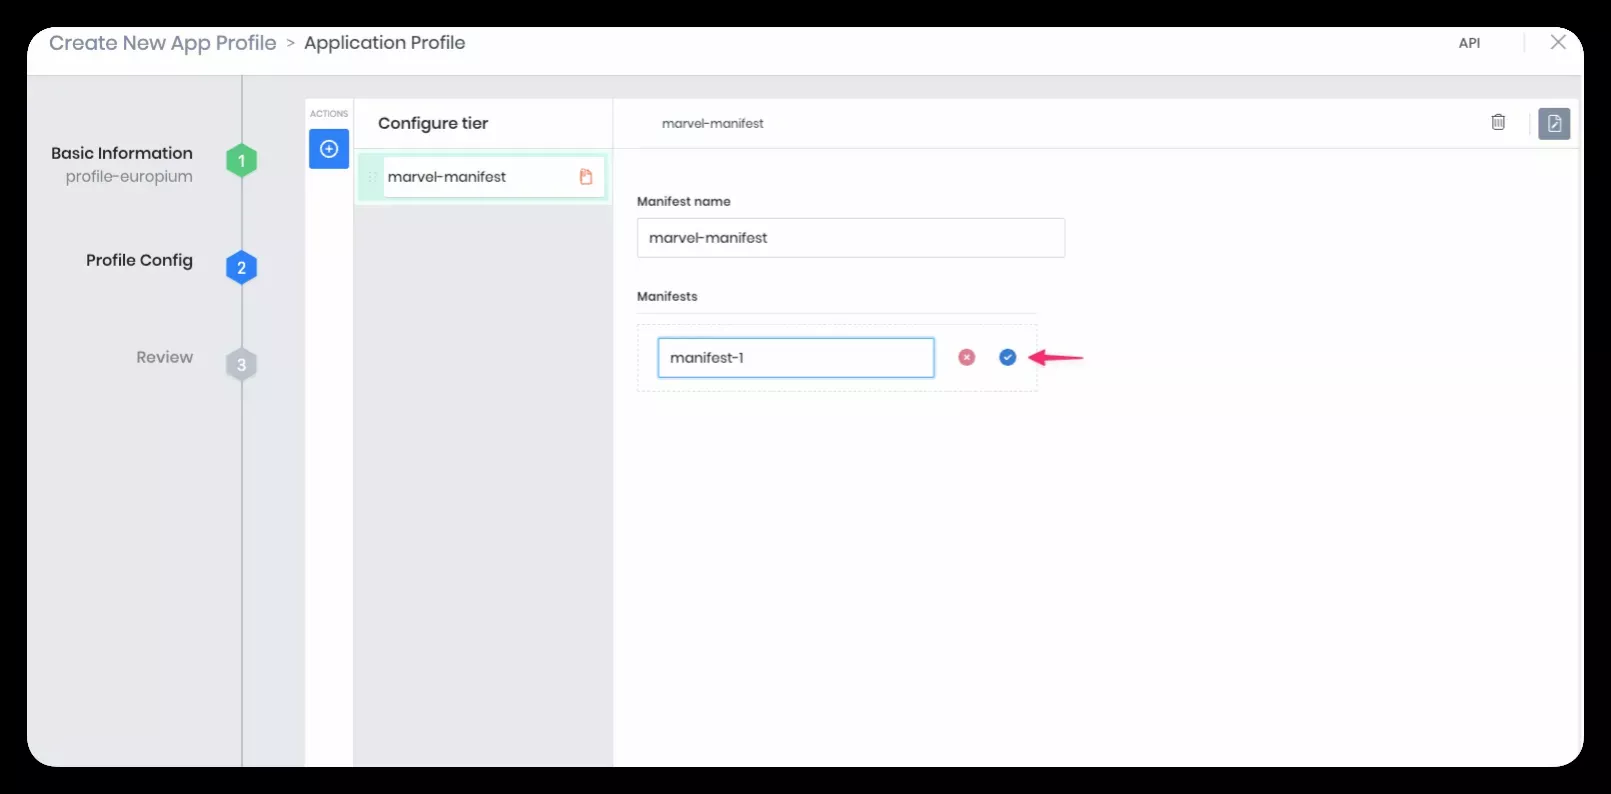 Create New App Profile > Application Profile
API
ACTIONS
Configure tier
marvel-manifest
Basic Information
profile-europium
1
marvel-manifest
Manifest name
marvel-manifest
Profile Config
2
Manifests
manifest-1
Review
3